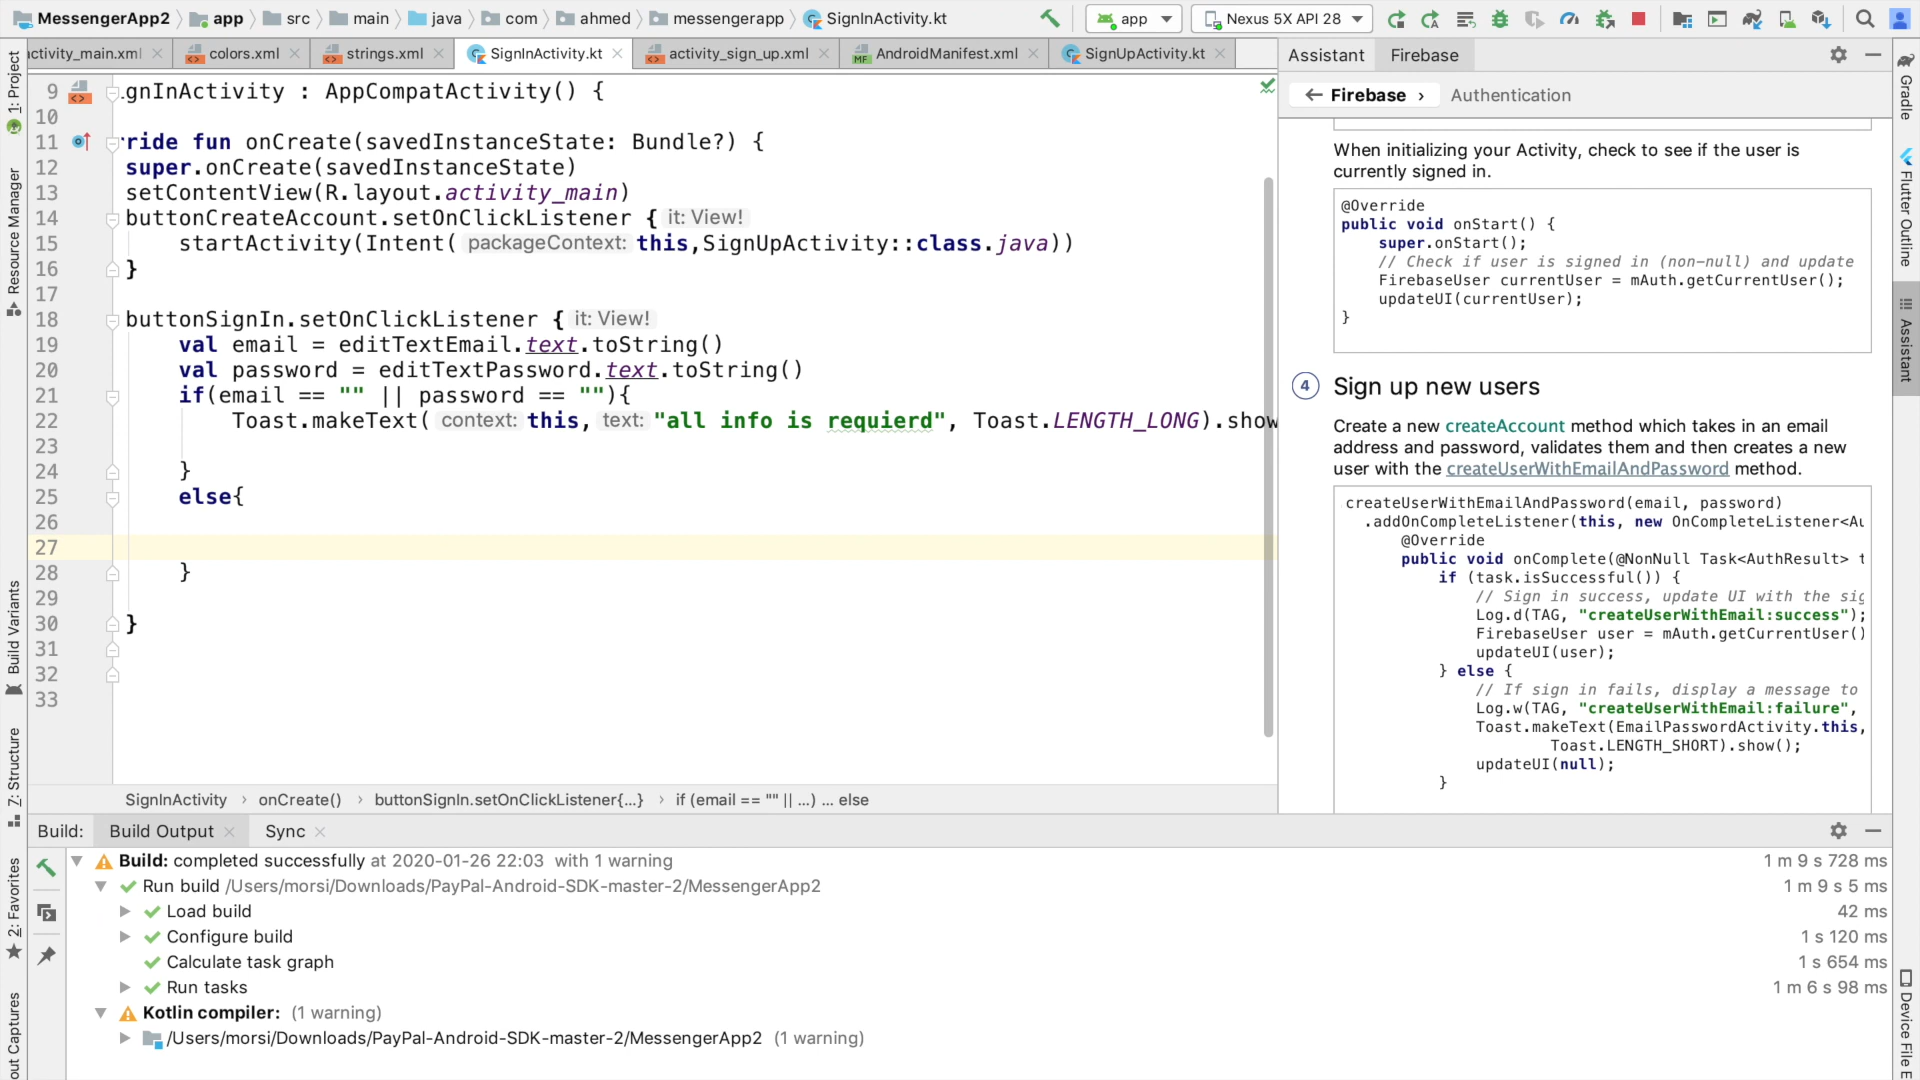 MessengerApp2 app src main java com ahmed messengerapp SignInActivity.kt app Nexus 5X API 28
activity_main.xml colors.xml strings.xml SignInActivity.kt activity_sign_up.xml AndroidManifest.xml SignUpActivity.kt
9 ignInActivity : AppCompatActivity() {
10
11 ride fun onCreate(savedInstanceState: Bundle?) {
12 super.onCreate(savedInstanceState)
13 setContentView(R.layout.activity_main)
14 buttonCreateAccount.setOnClickListener { it: View!
15 startActivity(Intent( packageContext: this,SignUpActivity::class.java))
16 }
17
18 buttonSignIn.setOnClickListener { it: View!
19 val email = editTextEmail.text.toString()
20 val password = editTextPassword.text.toString()
21 if(email == "" || password == ""){
22 Toast.makeText( context: this, text: "all info is requierd", Toast.LENGTH_LONG).show
23
24 }
25 else{
26
27
28 }
29
30 }
31
32
33
SignInActivity › onCreate() › buttonSignIn.setOnClickListener{...} › if (email == "" || ...) ... else
Assistant Firebase
← Firebase › Authentication
When initializing your Activity, check to see if the user is
currently signed in.
@Override
public void onStart() {
super.onStart();
// Check if user is signed in (non-null) and update
FirebaseUser currentUser = mAuth.getCurrentUser();
updateUI(currentUser);
}
4 Sign up new users
Create a new createAccount method which takes in an email
address and password, validates them and then creates a new
user with the createUserWithEmailAndPassword method.
createUserWithEmailAndPassword(email, password)
.addOnCompleteListener(this, new OnCompleteListener<Au
@Override
public void onComplete(@NonNull Task<AuthResult> t
if (task.isSuccessful()) {
// Sign in success, update UI with the sig
Log.d(TAG, "createUserWithEmail:success");
FirebaseUser user = mAuth.getCurrentUser()
updateUI(user);
} else {
// If sign in fails, display a message to
Log.w(TAG, "createUserWithEmail:failure",
Toast.makeText(EmailPasswordActivity.this,
Toast.LENGTH_SHORT).show();
updateUI(null);
}
Build: Build Output Sync
Build: completed successfully at 2020-01-26 22:03 with 1 warning 1 m 9 s 728 ms
Run build /Users/morsi/Downloads/PayPal-Android-SDK-master-2/MessengerApp2 1 m 9 s 5 ms
Load build 42 ms
Configure build 1 s 120 ms
Calculate task graph 1 s 654 ms
Run tasks 1 m 6 s 98 ms
Kotlin compiler: (1 warning)
/Users/morsi/Downloads/PayPal-Android-SDK-master-2/MessengerApp2 (1 warning)
1: Project
Resource Manager
Build Variants
7: Structure
2: Favorites
out Captures
Gradle
Flutter Outline
Assistant
Device File E